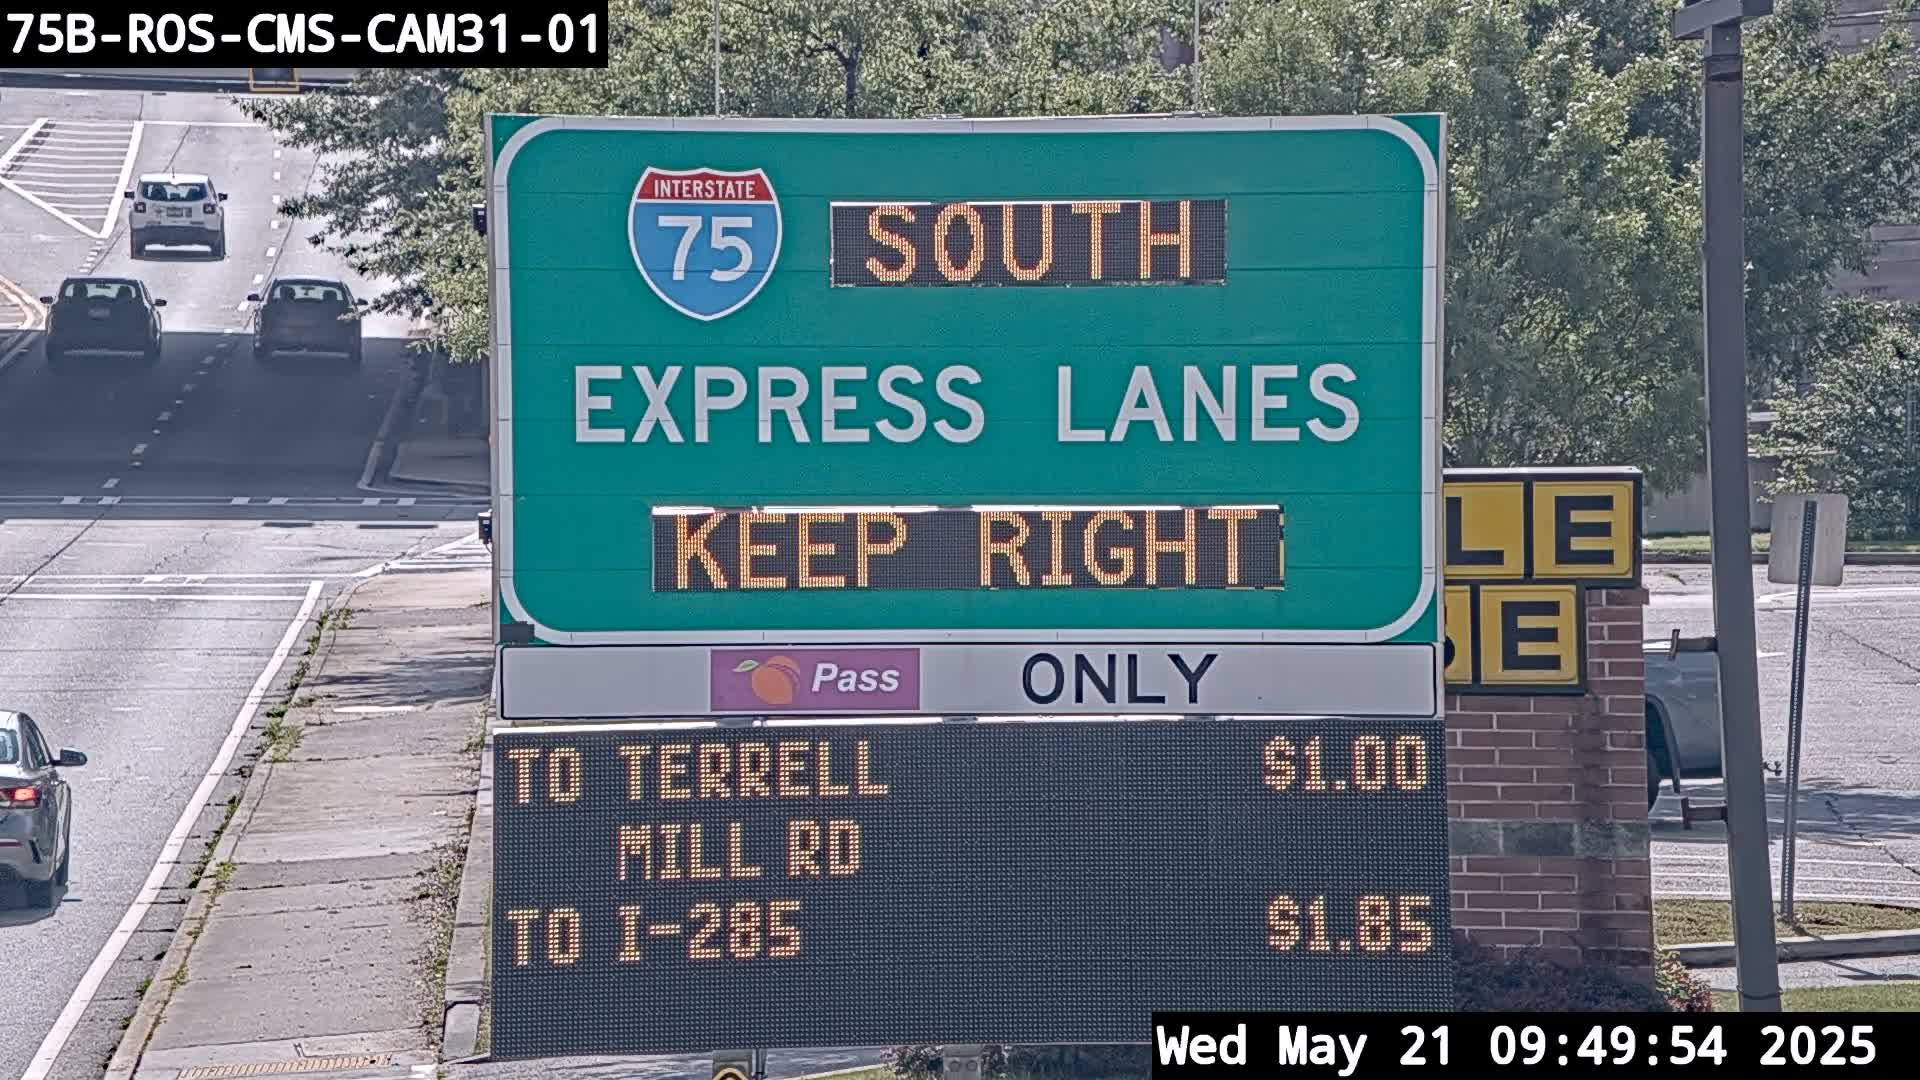 75B-ROS-CMS-CAM31-01
INTERSTATE
75
SOUTH
EXPRESS LANES
KEEP RIGHT
LE
E
Pass ONLY
TO TERRELL $1.00
MILL RD
TO I-285 $1.85
Wed May 21 09:49:54 2025